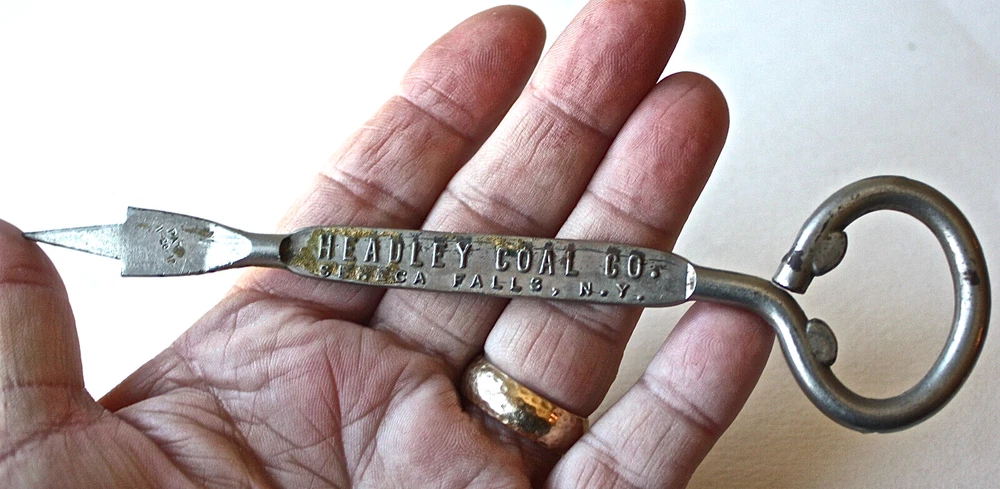 HEADLEY COAL CO.
SENECA FALLS, N.Y.